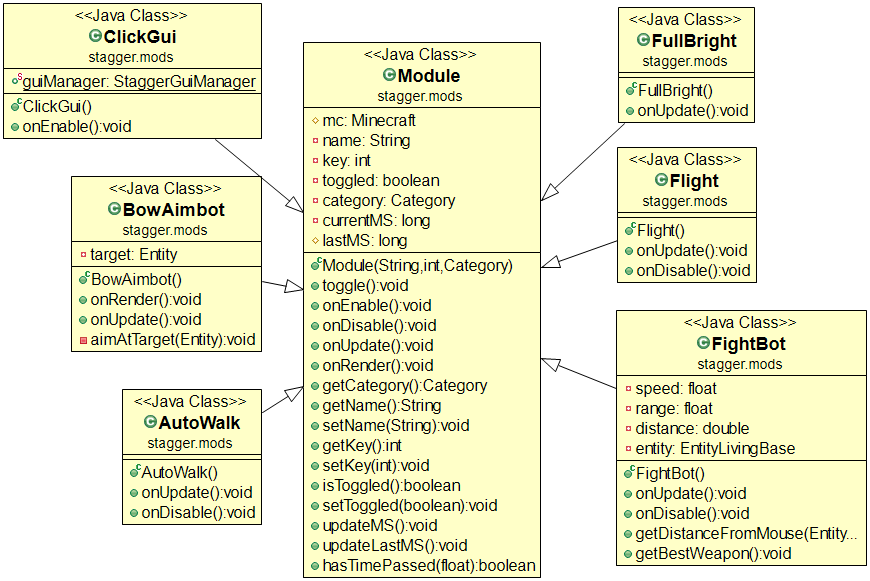 <<Java Class>>
ClickGui
stagger.mods
guiManager: StaggerGuiManager
ClickGui()
onEnable():void
<<Java Class>>
BowAimbot
stagger.mods
target: Entity
BowAimbot()
onRender():void
onUpdate():void
aimAtTarget(Entity):void
<<Java Class>>
AutoWalk
stagger.mods
AutoWalk()
onUpdate():void
onDisable():void
<<Java Class>>
Module
stagger.mods
mc: Minecraft
name: String
key: int
toggled: boolean
category: Category
currentMS: long
lastMS: long
Module(String,int,Category)
toggle():void
onEnable():void
onDisable():void
onUpdate():void
onRender():void
getCategory():Category
getName():String
setName(String):void
getKey():int
setKey(int):void
isToggled():boolean
setToggled(boolean):void
updateMS():void
updateLastMS():void
hasTimePassed(float):boolean
<<Java Class>>
FullBright
stagger.mods
FullBright()
onUpdate():void
<<Java Class>>
Flight
stagger.mods
Flight()
onUpdate():void
onDisable():void
<<Java Class>>
FightBot
stagger.mods
speed: float
range: float
distance: double
entity: EntityLivingBase
FightBot()
onUpdate():void
onDisable():void
getDistanceFromMouse(Entity...
getBestWeapon():void